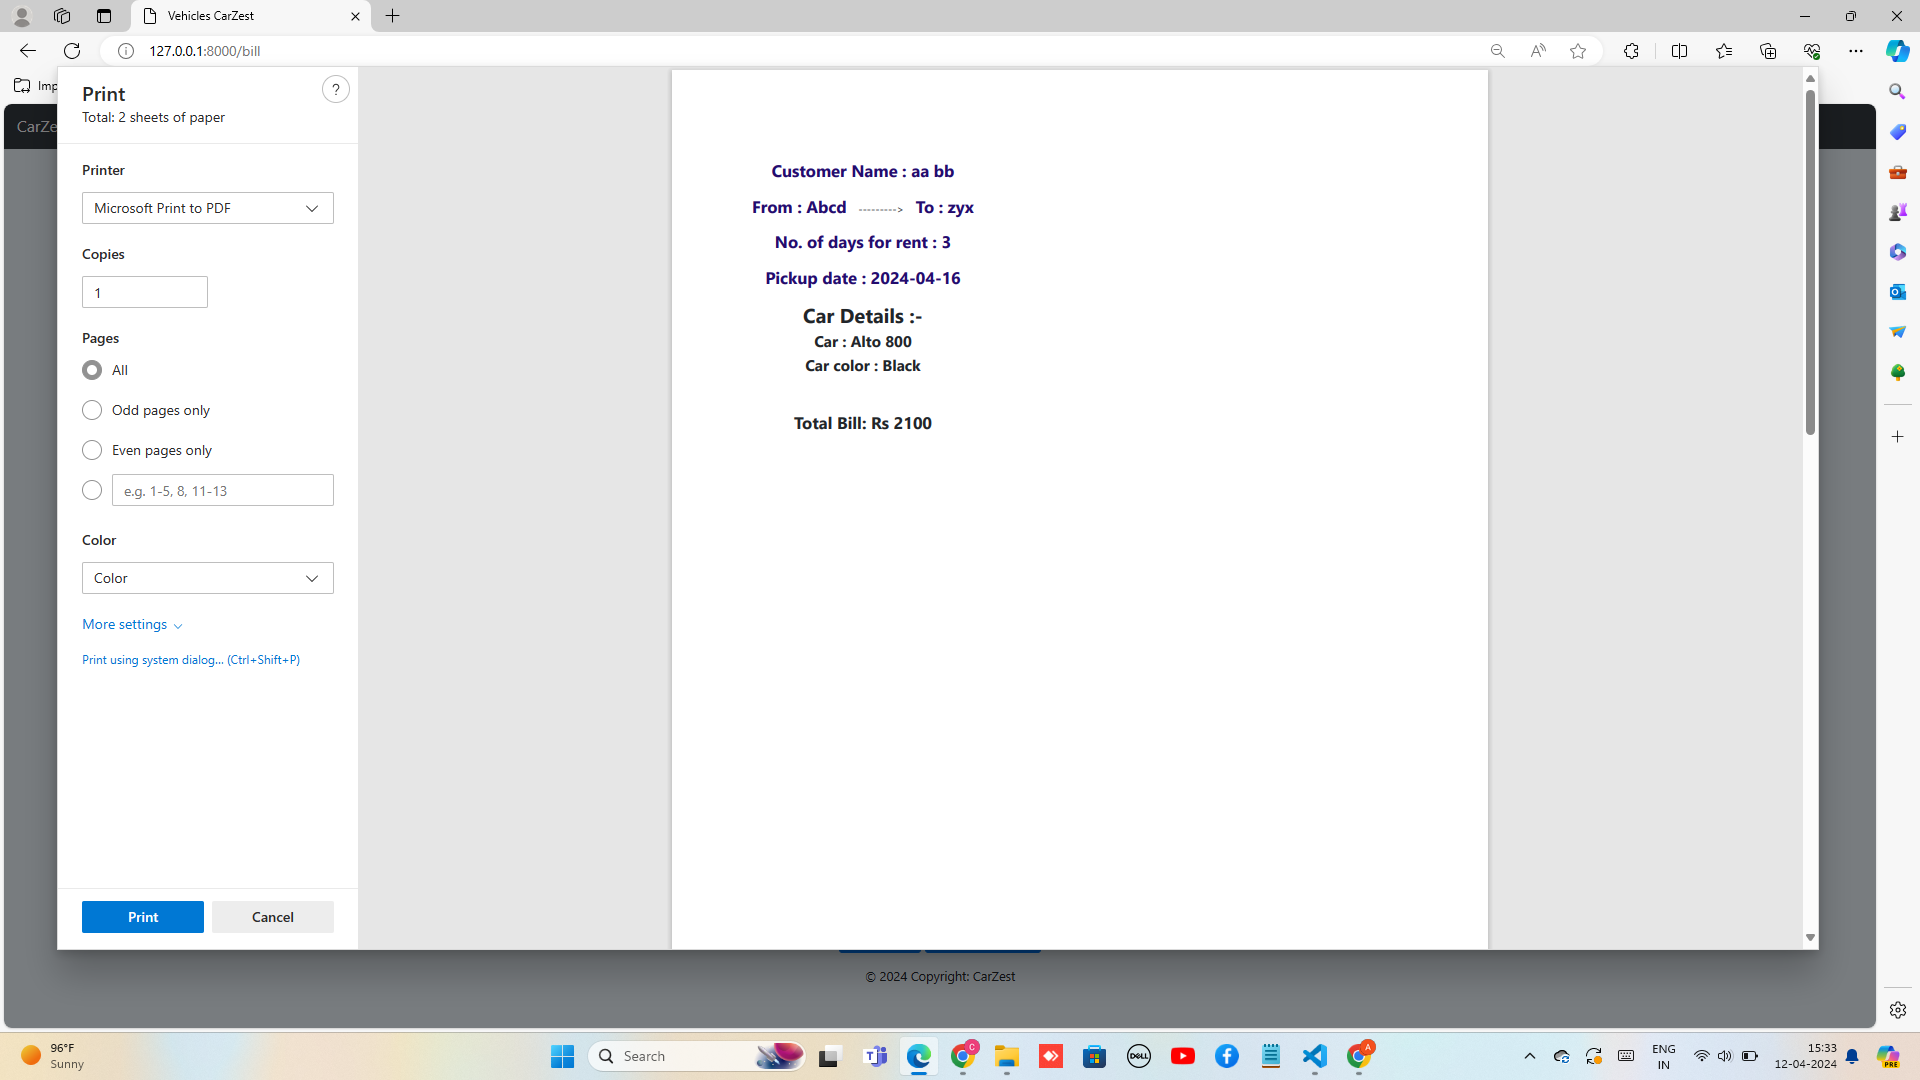 Vehicles CarZest
127.0.0.1:8000/bill
Imp
CarZe
Print
?
Total: 2 sheets of paper
Printer
Microsoft Print to PDF
Copies
1
Pages
All
Odd pages only
Even pages only
e.g. 1-5, 8, 11-13
Color
Color
More settings
Print using system dialog... (Ctrl+Shift+P)
Print
Cancel
Customer Name : aa bb
From : Abcd ---------> To : zyx
No. of days for rent : 3
Pickup date : 2024-04-16
Car Details :-
Car : Alto 800
Car color : Black
Total Bill: Rs 2100
© 2024 Copyright: CarZest
96°F
Sunny
Search
DELL
C
A
ENG
IN
15:33
12-04-2024
PRE